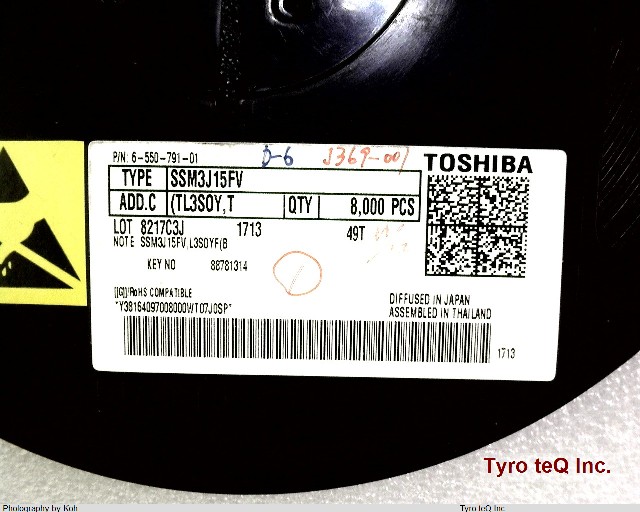 P/N: 6-550-791-01 D-6 J369-001
TOSHIBA
TYPE SSM3J15FV
ADD.C (TL3SOY,T QTY 8,000 PCS
LOT 8217C3J 1713 49T
NOTE SSM3J15FV,L3SOYF(B
KEY NO 88781314
[[G]]/RoHS COMPATIBLE
DIFFUSED IN JAPAN
*Y38164097008000WT07J0SP*
ASSEMBLED IN THAILAND
1713
Tyro teQ Inc.
Photography by Koh
Tyro teQ Inc